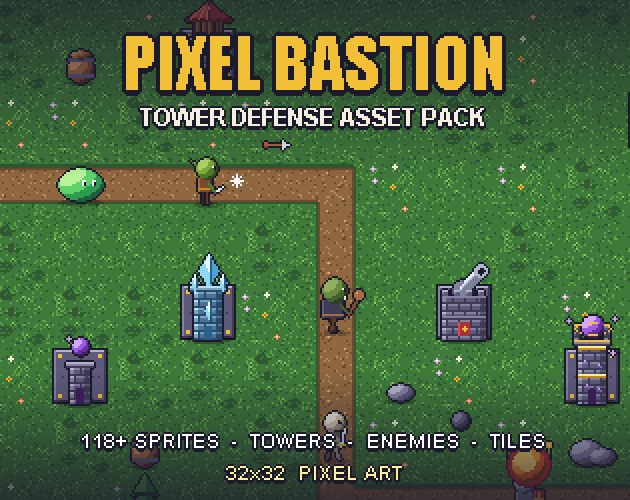 PIXEL BASTION
TOWER DEFENSE ASSET PACK
118+ SPRITES - TOWERS - ENEMIES - TILES
32x32 PIXEL ART